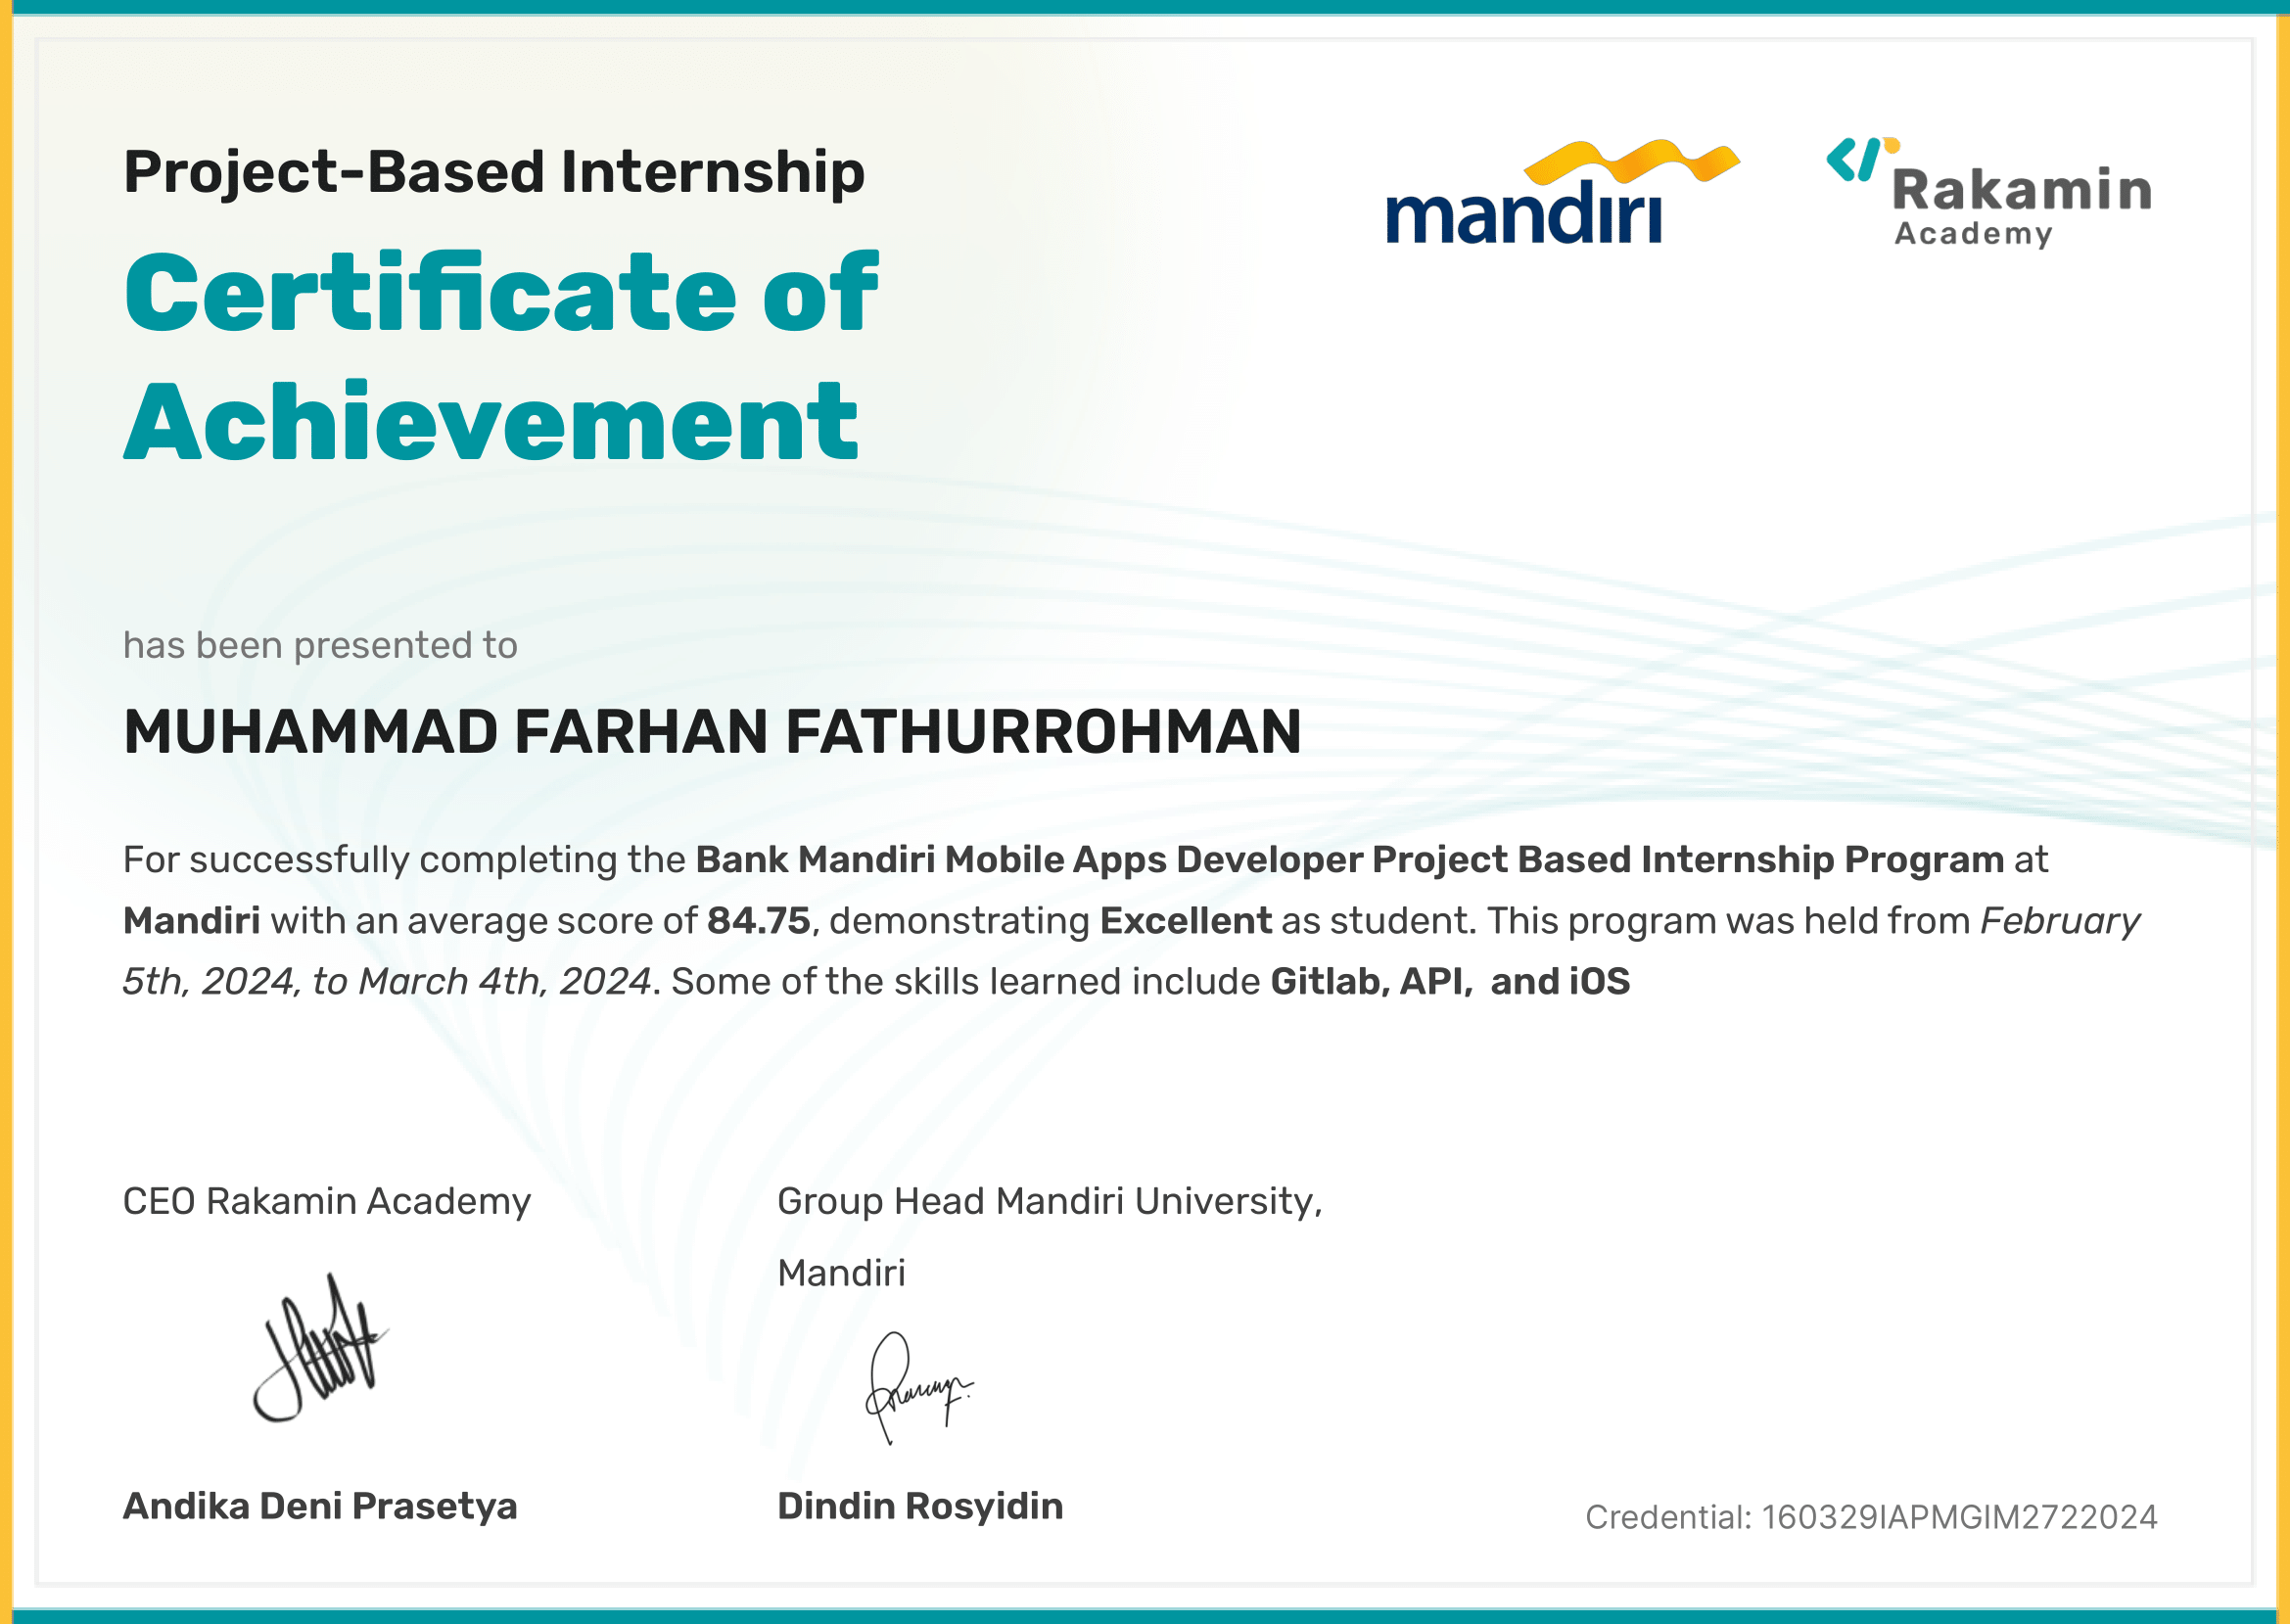 Project-Based Internship
Certificate of
Achievement
mandiri
Rakamin
Academy
has been presented to
MUHAMMAD FARHAN FATHURROHMAN
For successfully completing the Bank Mandiri Mobile Apps Developer Project Based Internship Program at
Mandiri with an average score of 84.75, demonstrating Excellent as student. This program was held from February
5th, 2024, to March 4th, 2024. Some of the skills learned include Gitlab, API,  and iOS
CEO Rakamin Academy
Group Head Mandiri University,
Mandiri
Andika Deni Prasetya
Dindin Rosyidin
Credential: 160329IAPMGIM2722024